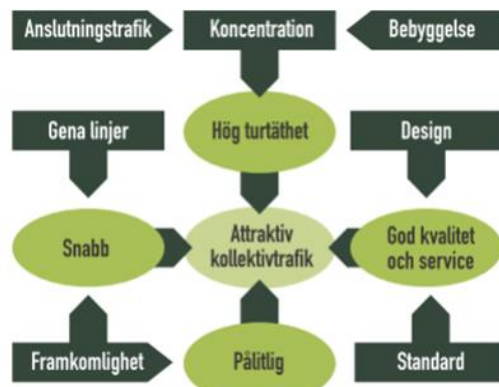 Anslutningstrafik
Koncentration
Bebyggelse
Gena linjer
Hög turtäthet
Design
Snabb
Attraktiv
kollektivtrafik
God kvalitet
och service
Framkomlighet
Pålitlig
Standard